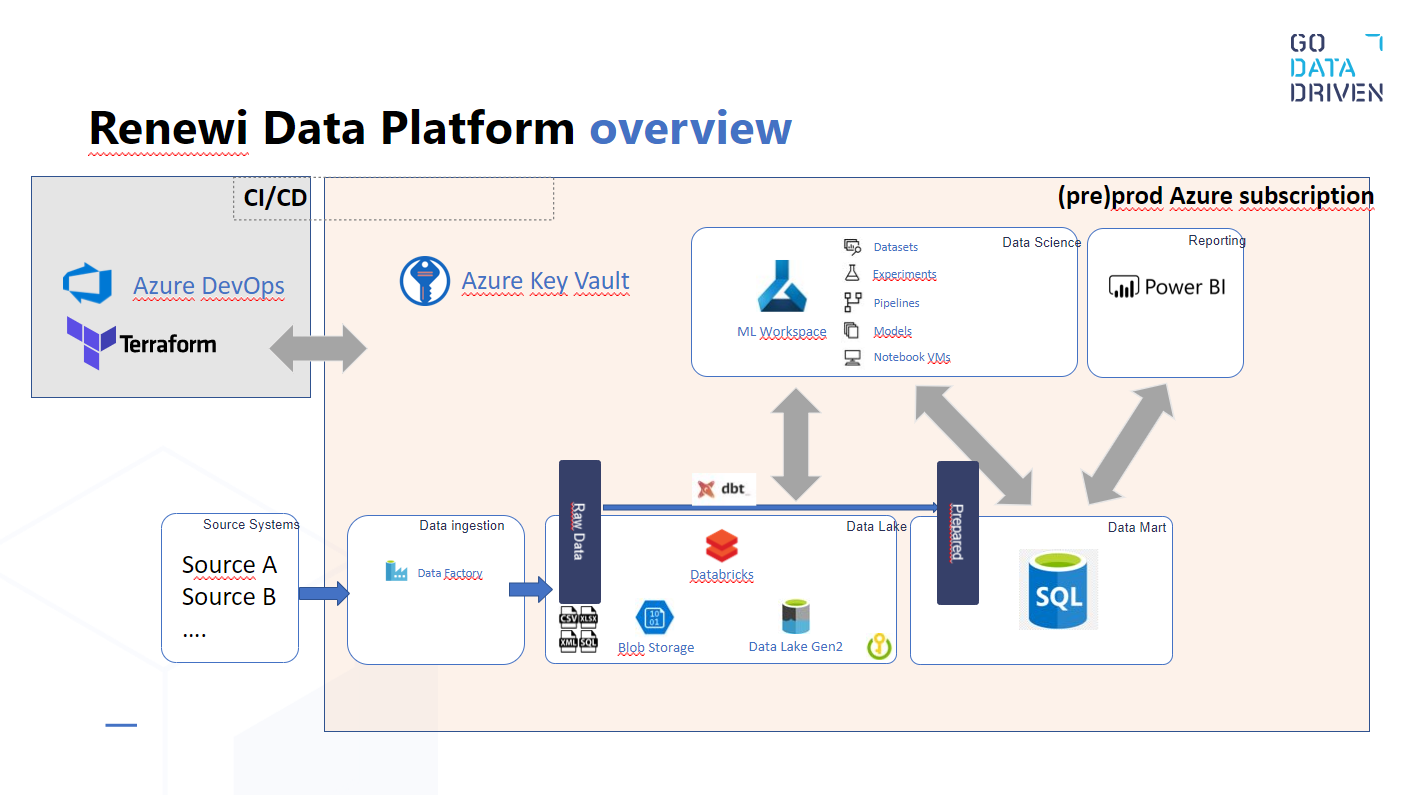 GO
DATA
DRIVEN
Renewi Data Platform overview
CI/CD
(pre)prod Azure subscription
Azure DevOps
Terraform
Azure Key Vault
Data Science
ML Workspace
Datasets
Experiments
Pipelines
Models
Notebook VMs
Reporting
Power BI
dbt
Source Systems
Source A
Source B
....
Data ingestion
Data Factory
Raw Data
CSV XLSX
XML SQL
Data Lake
Databricks
10
01
Blob Storage
Data Lake Gen2
Prepared
Data Mart
SQL